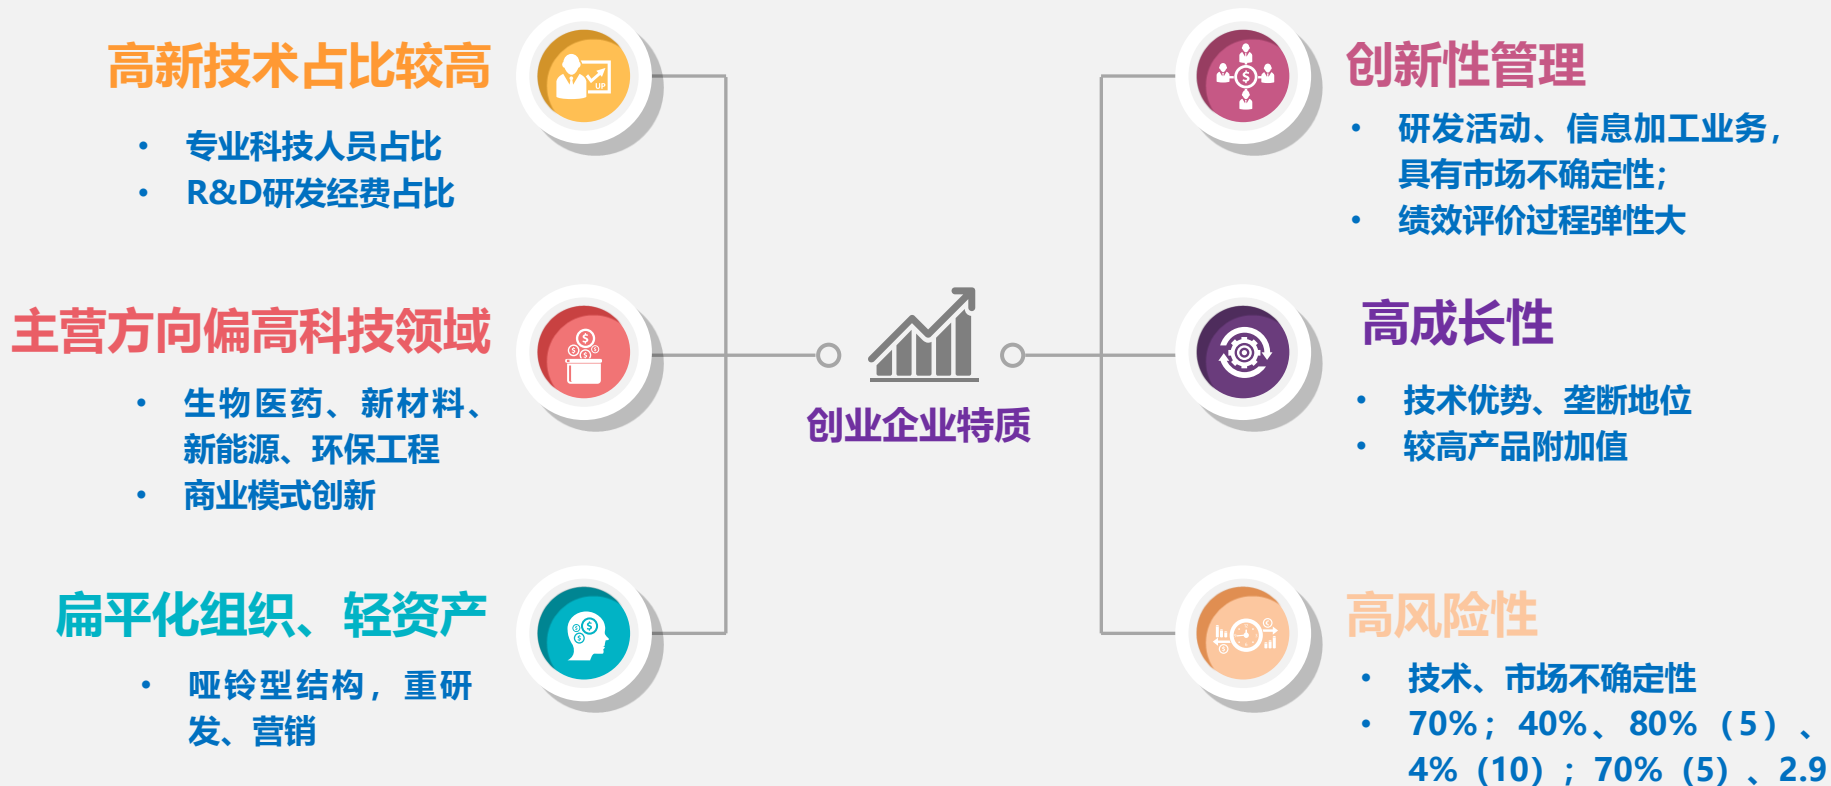 高新技术占比较高
• 专业科技人员占比
• R&D研发经费占比
主营方向偏高科技领域
• 生物医药、新材料、
新能源、环保工程
• 商业模式创新
扁平化组织、轻资产
• 哑铃型结构，重研
发、营销
UP
创业企业特质
创新性管理
• 研发活动、信息加工业务，
具有市场不确定性；
• 绩效评价过程弹性大
高成长性
• 技术优势、垄断地位
• 较高产品附加值
高风险性
• 技术、市场不确定性
• 70%；40%、80%（5）、
4%（10）；70%（5）、2.9